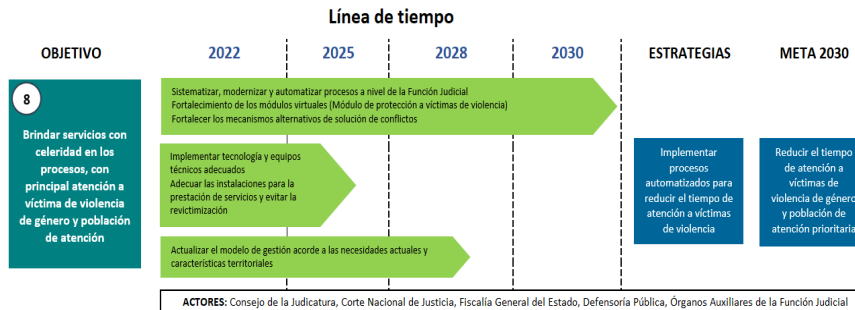 Línea de tiempo
OBJETIVO
2022
2025
2028
2030
ESTRATEGIAS
META 2030
8
Brindar servicios con
celeridad en los
procesos, con
principal atención a
víctima de violencia
de género y población
de atención
Sistematizar, modernizar y automatizar procesos a nivel de la Función Judicial
Fortalecimiento de los módulos virtuales (Módulo de protección a víctimas de violencia)
Fortalecer los mecanismos alternativos de solución de conflictos
Implementar tecnología y equipos
técnicos adecuados
Adecuar las instalaciones para la
prestación de servicios y evitar la
revictimización
Actualizar el modelo de gestión acorde a las necesidades actuales y
características territoriales
Implementar
procesos
automatizados para
reducir el tiempo de
atención a víctimas
de violencia
Reducir el tiempo
de atención a
víctimas de
violencia de género
y población de
atención prioritaria
ACTORES: Consejo de la Judicatura, Corte Nacional de Justicia, Fiscalía General del Estado, Defensoría Pública, Órganos Auxiliares de la Función Judicial